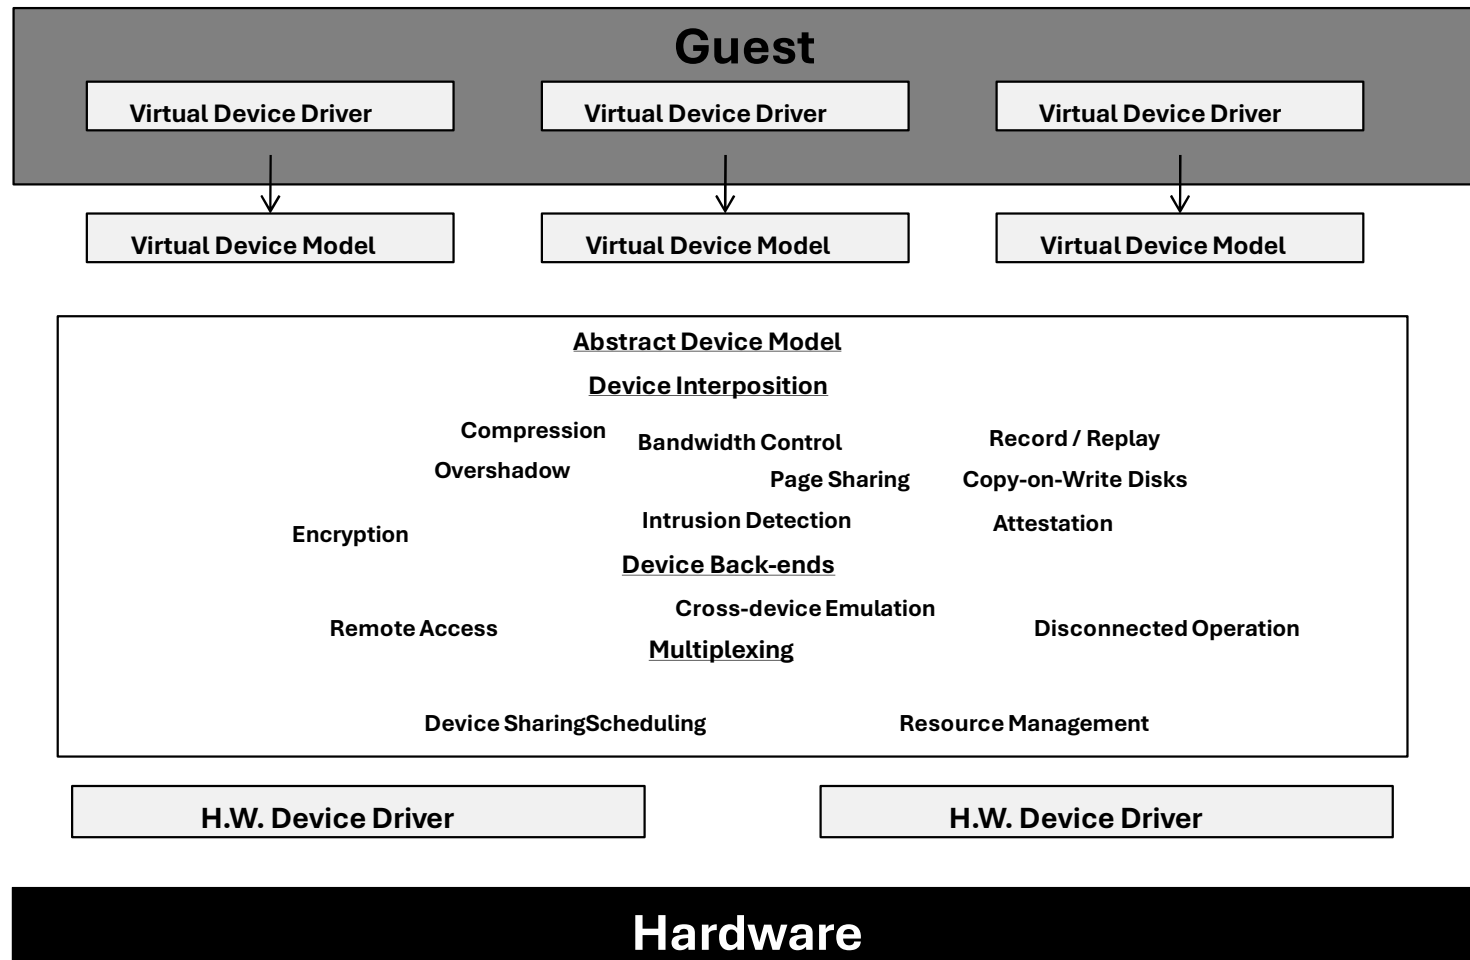 Guest
Virtual Device Driver
Virtual Device Driver
Virtual Device Driver
Virtual Device Model
Virtual Device Model
Virtual Device Model
Abstract Device Model
Device Interposition
Compression
Bandwidth Control
Record / Replay
Overshadow
Page Sharing
Copy-on-Write Disks
Encryption
Intrusion Detection
Attestation
Device Back-ends
Remote Access
Cross-device Emulation
Disconnected Operation
Multiplexing
Device SharingScheduling
Resource Management
H.W. Device Driver
H.W. Device Driver
Hardware